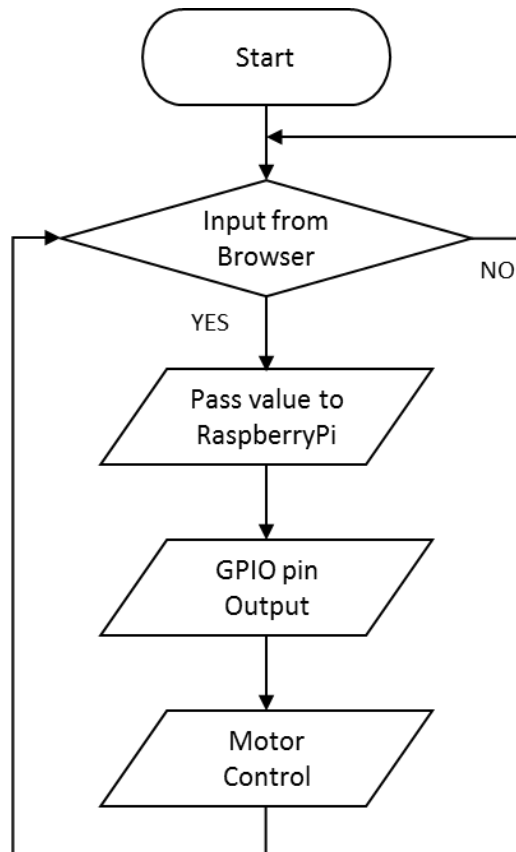 Start
Input from
Browser
NO
YES
Pass value to
RaspberryPi
GPIO pin
Output
Motor
Control